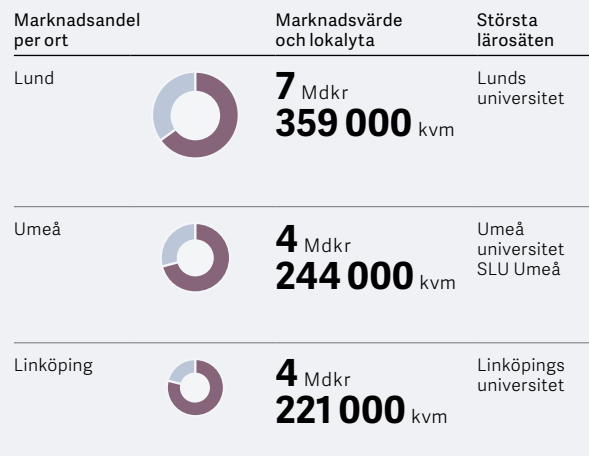 Marknadsandel
per ort
Marknadsvärde
och lokalyta
Största
lärosäten
Lund
7 Mdkr
359 000 kvm
Lunds
universitet
Umeå
4 Mdkr
244 000 kvm
Umeå
universitet
SLU Umeå
Linköping
4 Mdkr
221 000 kvm
Linköpings
universitet